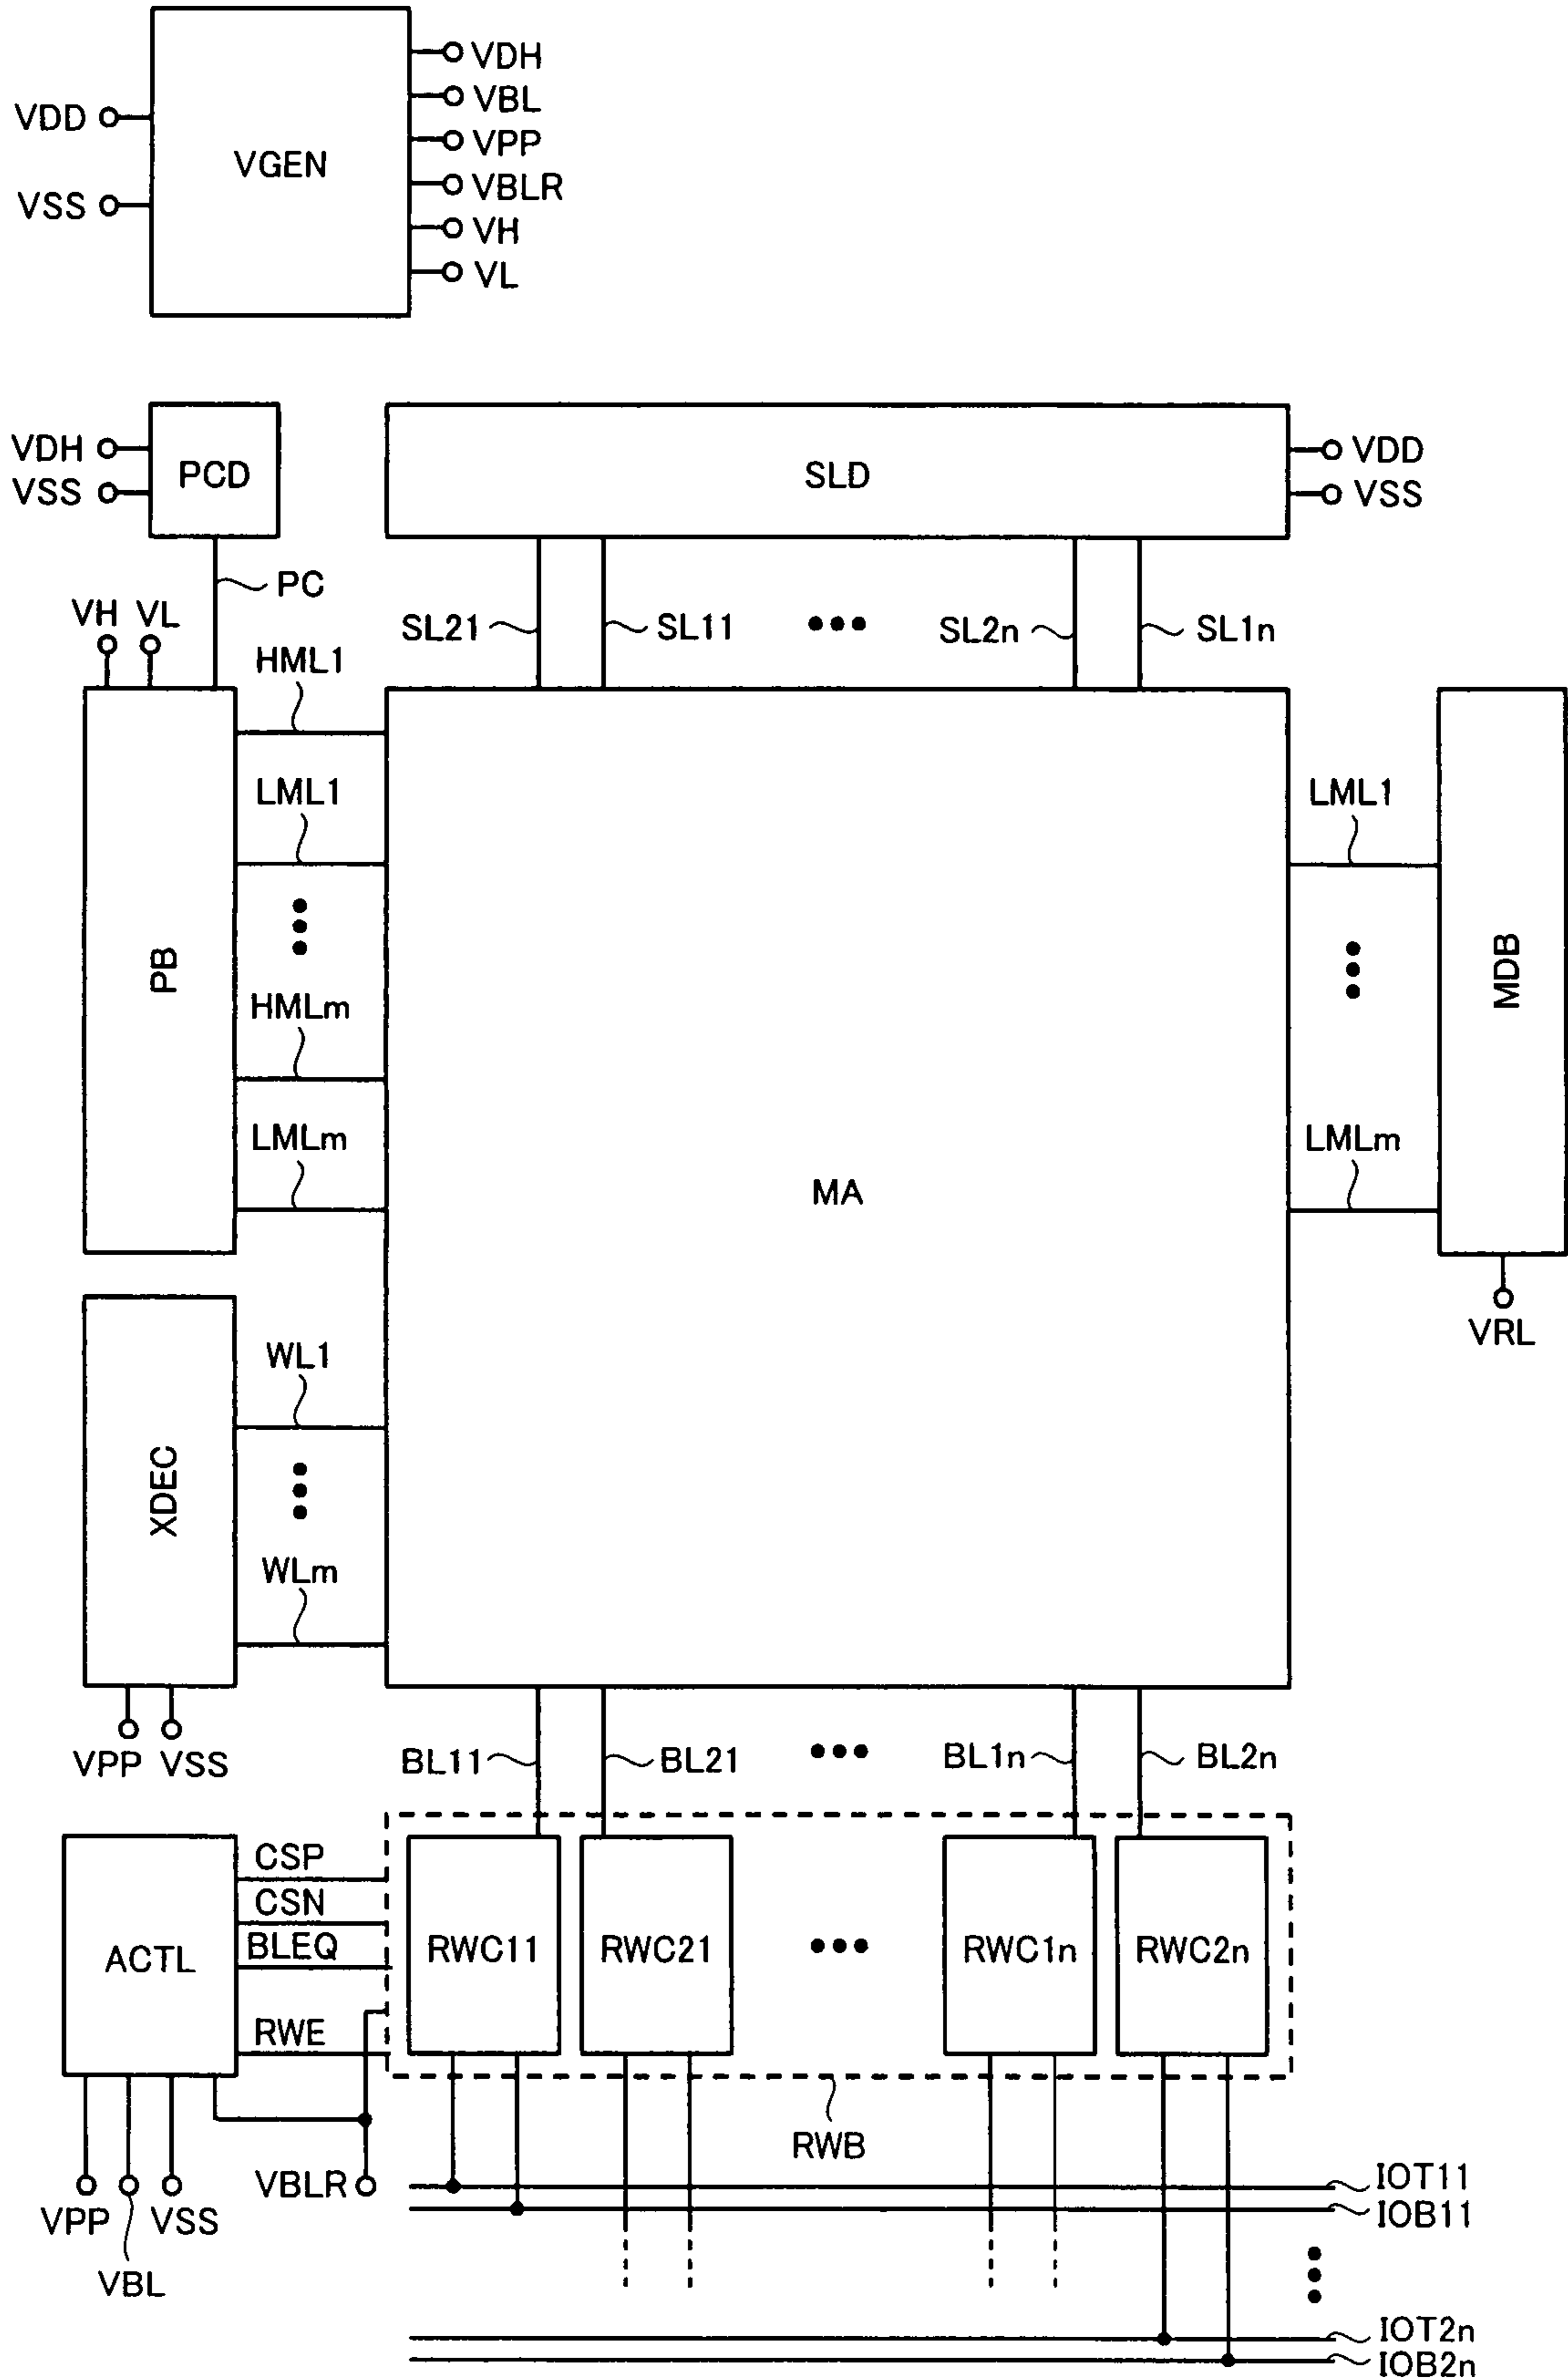 VDH
VBL
VDD
VPP
VGEN
VBLR
VSS
VH
VL
VDH
VSS
PCD
SLD
VDD
VSS
PC
VH VL
SL21
SL11
SL2n
SL1n
HML1
LML1
LML1
PB
MDB
HMLm
LMLm
LMLm
MA
VRL
WL1
XDEC
WLm
VPP VSS
BL11
BL21
BL1n
BL2n
CSP
CSN
BLEQ
ACTL
RWC11
RWC21
RWC1n
RWC2n
RWE
RWB
VPP
VSS
VBLR
VBL
IOT11
IOB11
IOT2n
IOB2n